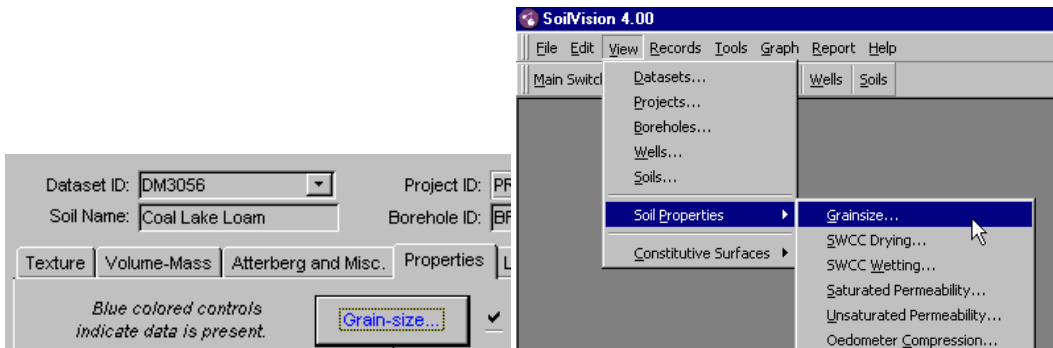 Dataset ID: DM3056 Project ID: PR
Soil Name: Coal Lake Loam Borehole ID: BR
Texture Volume-Mass Atterberg and Misc. Properties L
Blue colored controls
indicate data is present.
Grain-size...
SoilVision 4.00
File Edit View Records Tools Graph Report Help
Main Switc Wells Soils
Datasets...
Projects...
Boreholes...
Wells...
Soils...
Soil Properties
Constitutive Surfaces
Grainsize...
SWCC Drying...
SWCC Wetting...
Saturated Permeability...
Unsaturated Permeability...
Oedometer Compression...